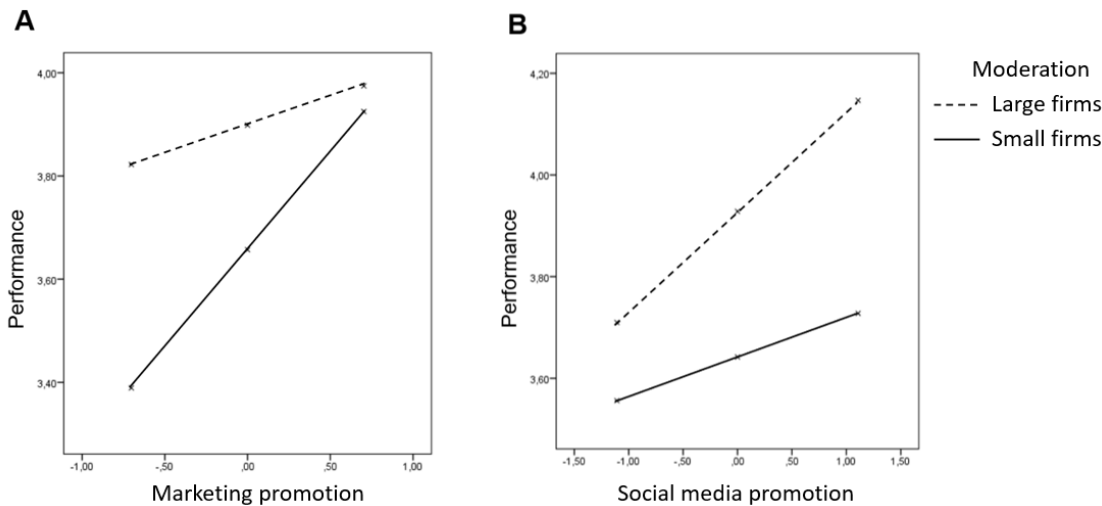 A
4,00
3,80
3,60
3,40
Performance
-1,00
-,50
,00
,50
1,00
Marketing promotion
B
4,20
4,00
3,80
3,60
Performance
-1,50
-1,00
-,50
,00
,50
1,00
1,50
Social media promotion
Moderation
Large firms
Small firms